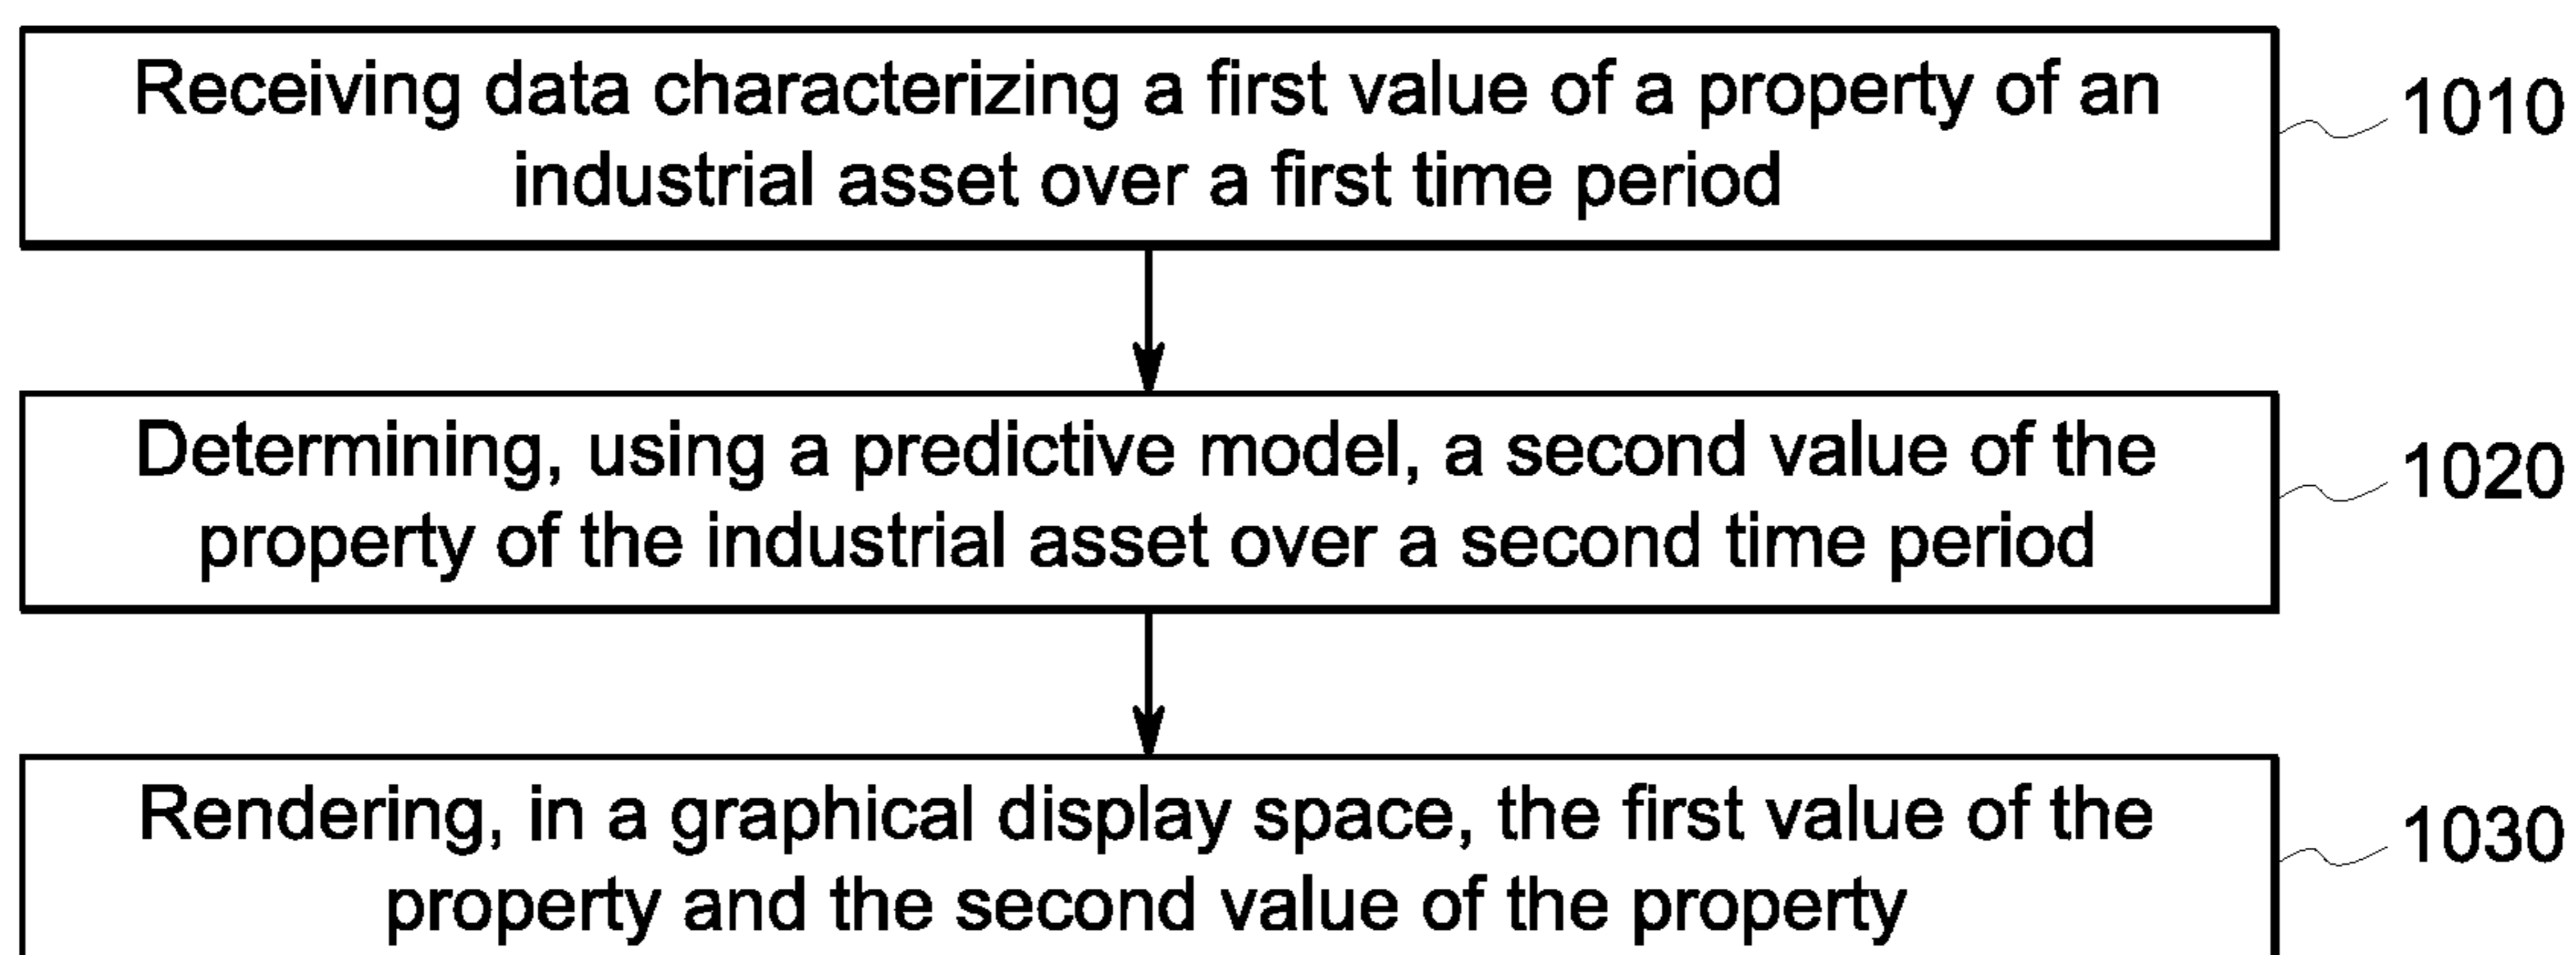 Receiving data characterizing a first value of a property of an
industrial asset over a first time period
1010
Determining, using a predictive model, a second value of the
property of the industrial asset over a second time period
1020
Rendering, in a graphical display space, the first value of the
property and the second value of the property
1030